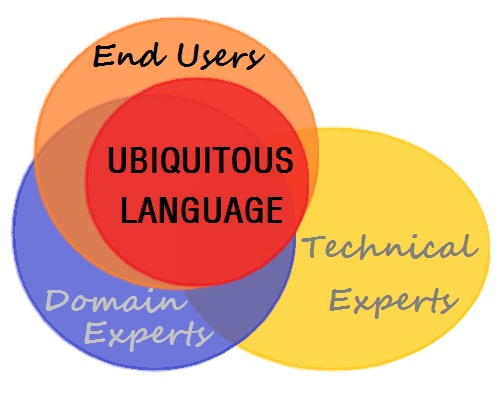 End Users
UBIQUITOUS
LANGUAGE
Technical
Experts
Domain
Experts